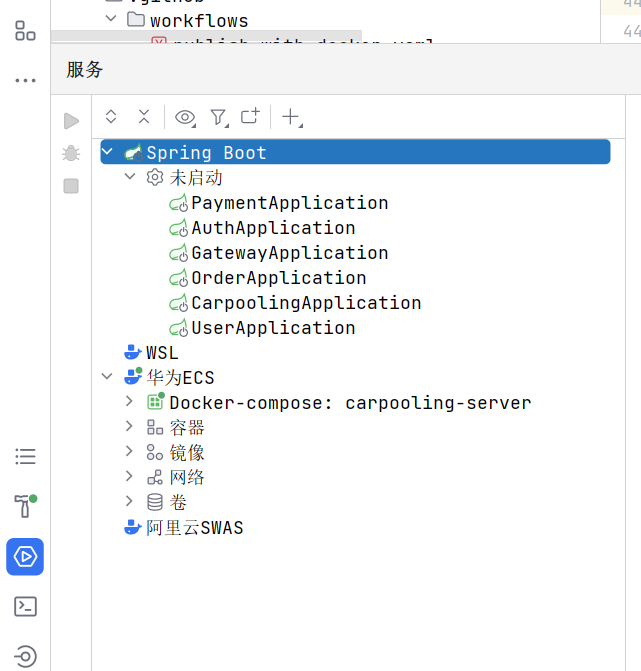 workflows
服务
Spring Boot
未启动
PaymentApplication
AuthApplication
GatewayApplication
OrderApplication
CarpoolingApplication
UserApplication
WSL
华为ECS
Docker-compose: carpooling-server
容器
镜像
网络
卷
阿里云SWAS